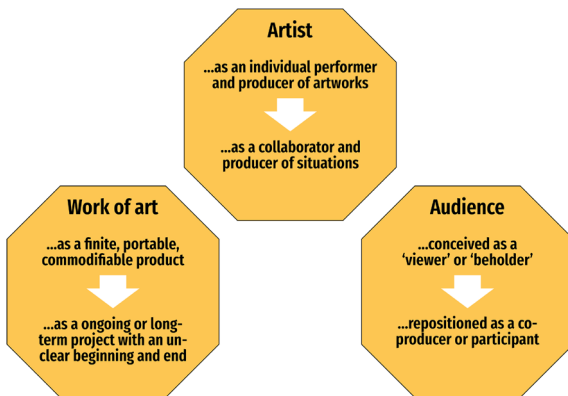 Artist
...as an individual performer
and producer of artworks
...as a collaborator and
producer of situations
Work of art
...as a finite, portable,
commodifiable product
...as a ongoing or long-
term project with an un-
clear beginning and end
Audience
...conceived as a
‘viewer’ or ‘beholder’
...repositioned as a co-
producer or participant